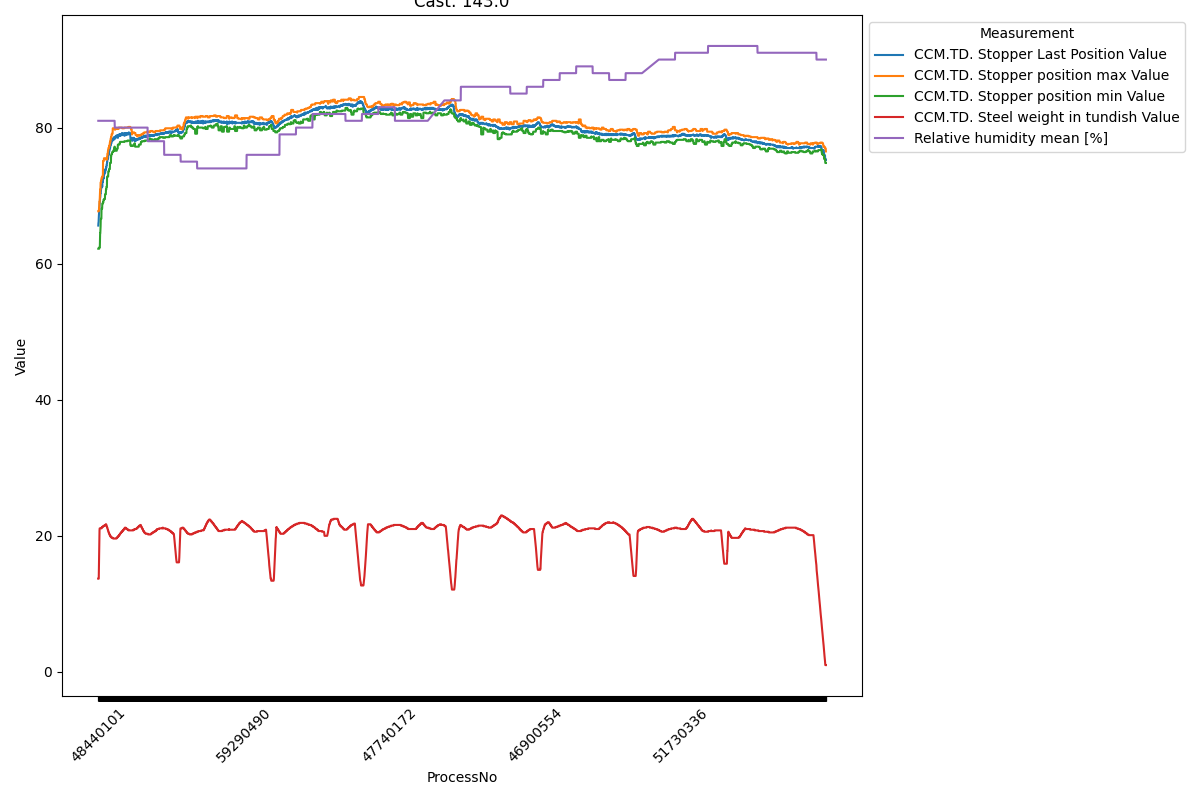 Cast: 143.0
Measurement
CCM.TD. Stopper Last Position Value
CCM.TD. Stopper position max Value
CCM.TD. Stopper position min Value
CCM.TD. Steel weight in tundish Value
Relative humidity mean [%]
Value
80
60
40
20
0
48440101
59290490
47740172
46900554
51730336
ProcessNo